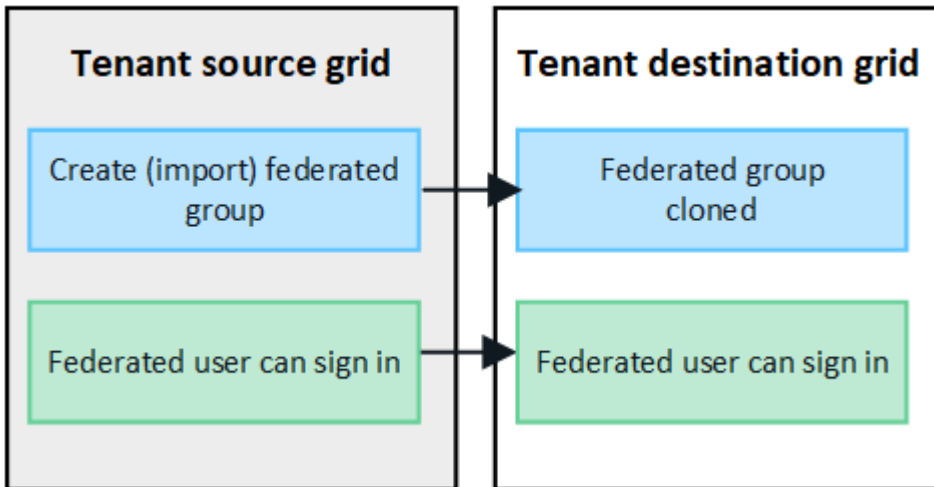 Tenant source grid
Create (import) federated
group
Federated user can sign in
Tenant destination grid
Federated group
cloned
Federated user can sign in